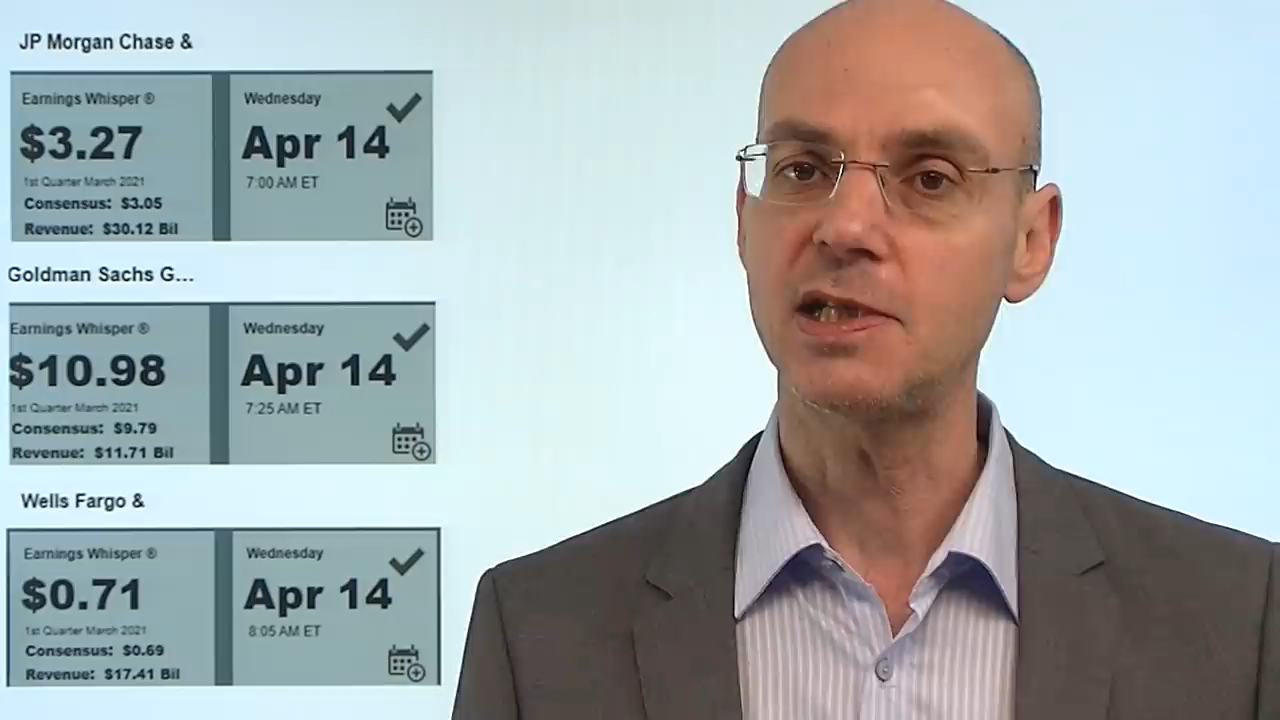 JP Morgan Chase &
Earnings Whisper ®
$3.27
1st Quarter March 2021
Consensus: $3.05
Revenue: $30.12 Bil
Wednesday
Apr 14
7:00 AM ET
Goldman Sachs G...
Earnings Whisper ®
$10.98
1st Quarter March 2021
Consensus: $9.79
Revenue: $11.71 Bil
Wednesday
Apr 14
7:25 AM ET
Wells Fargo &
Earnings Whisper ®
$0.71
1st Quarter March 2021
Consensus: $0.69
Revenue: $17.41 Bil
Wednesday
Apr 14
8:05 AM ET